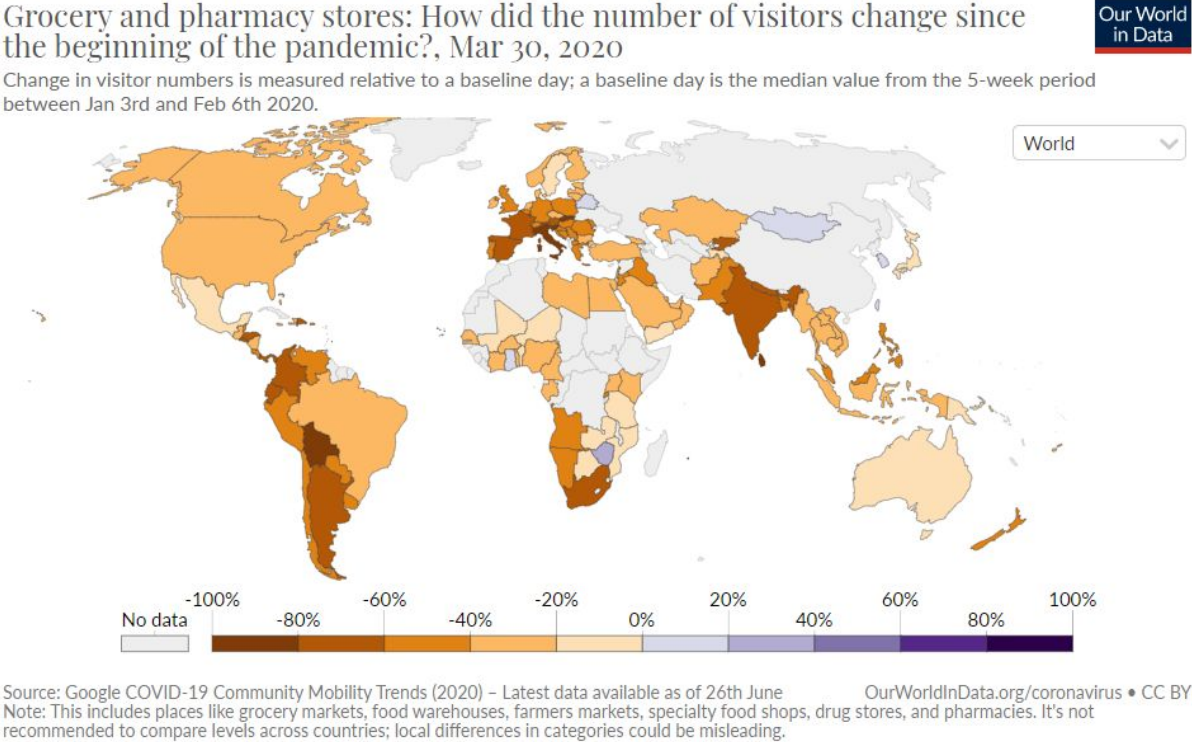 Grocery and pharmacy stores: How did the number of visitors change since
the beginning of the pandemic?, Mar 30, 2020
Our World
in Data
Change in visitor numbers is measured relative to a baseline day; a baseline day is the median value from the 5-week period
between Jan 3rd and Feb 6th 2020.
World
-100% -60% -20% 20% 60% 100%
No data -80% -40% 0% 40% 80%
Source: Google COVID-19 Community Mobility Trends (2020) – Latest data available as of 26th June OurWorldInData.org/coronavirus • CC BY
Note: This includes places like grocery markets, food warehouses, farmers markets, specialty food shops, drug stores, and pharmacies. It's not
recommended to compare levels across countries; local differences in categories could be misleading.